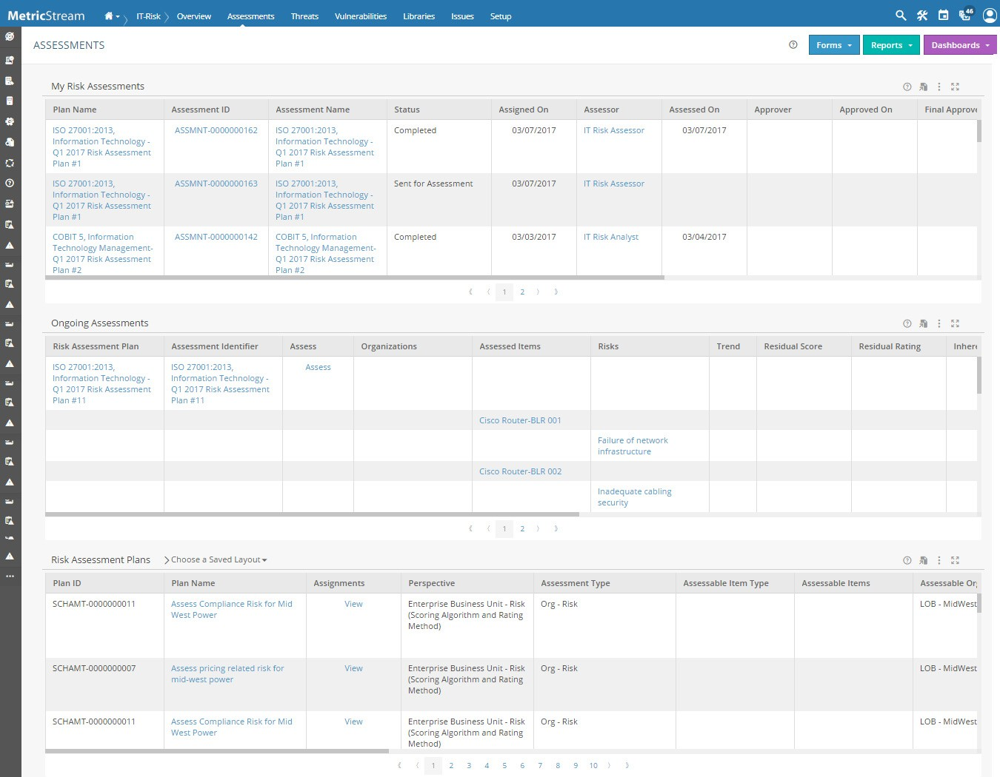 MetricStream IT-Risk Overview Assessments Threats Vulnerabilities Libraries Issues Setup 46
ASSESSMENTS Forms Reports Dashboards
My Risk Assessments
Plan Name Assessment ID Assessment Name Status Assigned On Assessor Assessed On Approver Approved On Final Approve
ISO 27001:2013, ASSMNT-0000000162 ISO 27001:2013, Completed 03/07/2017 IT Risk Assessor 03/07/2017
Information Technology - Information Technology -
Q1 2017 Risk Assessment Q1 2017 Risk Assessment
Plan #1 Plan #1
ISO 27001:2013, ASSMNT-0000000163 ISO 27001:2013, Sent for Assessment 03/07/2017 IT Risk Assessor
Information Technology - Information Technology -
Q1 2017 Risk Assessment Q1 2017 Risk Assessment
Plan #1 Plan #1
COBIT 5, Information ASSMNT-0000000142 COBIT 5, Information Completed 03/03/2017 IT Risk Analyst 03/04/2017
Technology Management- Technology Management-
Q1 2017 Risk Assessment Q1 2017 Risk Assessment
Plan #2 Plan #2
1 2
Ongoing Assessments
Risk Assessment Plan Assessment Identifier Assess Organizations Assessed Items Risks Trend Residual Score Residual Rating Inhere
ISO 27001:2013, ISO 27001:2013, Assess
Information Technology - Information Technology -
Q1 2017 Risk Assessment Q1 2017 Risk Assessment
Plan #11 Plan #11
Cisco Router-BLR 001
Failure of network
infrastructure
Cisco Router-BLR 002
Inadequate cabling
security
1 2
Risk Assessment Plans Choose a Saved Layout
Plan ID Plan Name Assignments Perspective Assessment Type Assessable Item Type Assessable Items Assessable Org
SCHAMT-0000000011 Assess Compliance Risk for Mid View Enterprise Business Unit - Risk Org - Risk LOB - MidWest
West Power (Scoring Algorithm and Rating
Method)
SCHAMT-0000000007 Assess pricing related risk for View Enterprise Business Unit - Risk Org - Risk LOB - MidWest
mid-west power (Scoring Algorithm and Rating
Method)
SCHAMT-0000000011 Assess Compliance Risk for Mid View Enterprise Business Unit - Risk Org - Risk LOB - MidWest
West Power (Scoring Algorithm and Rating
Method)
1 2 3 4 5 6 7 8 9 10